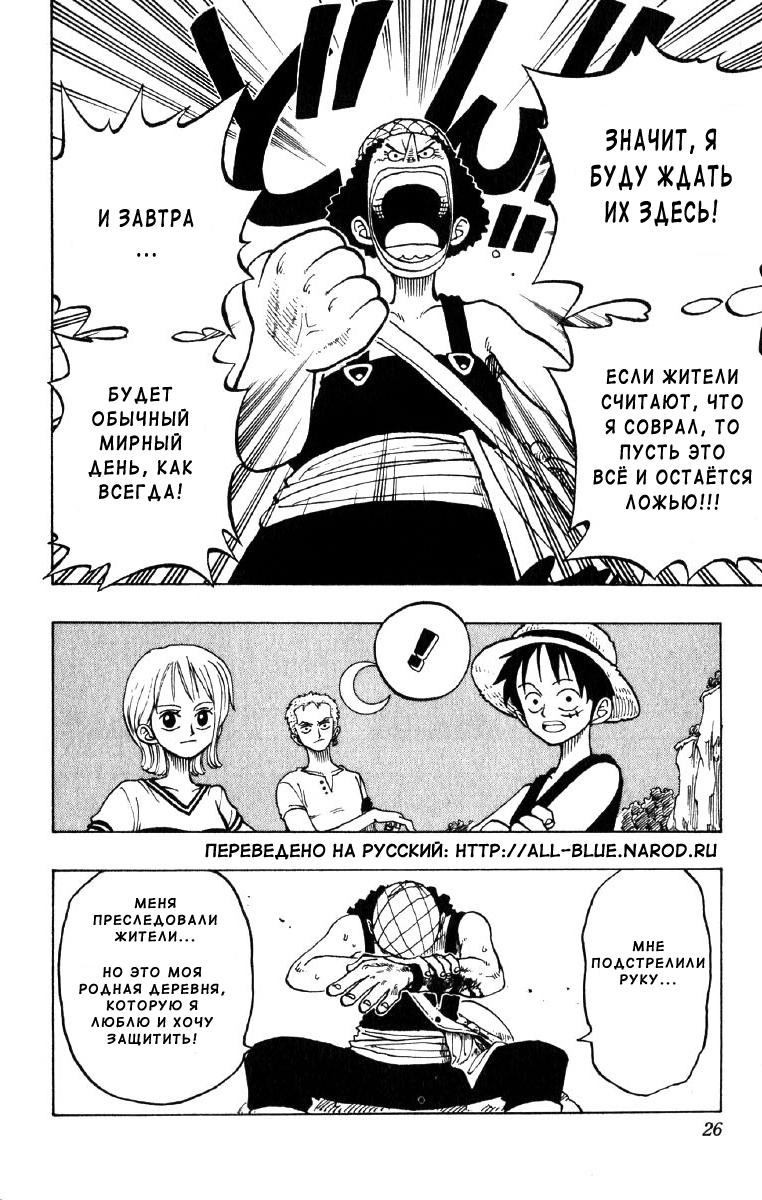 ЗНАЧИТ, Я
БУДУ ЖДАТЬ
ИХ ЗДЕСЬ!
ЕСЛИ ЖИТЕЛИ
СЧИТАЮТ, ЧТО
Я СОВРАЛ, ТО
ПУСТЬ ЭТО
ВСЁ И ОСТАЁТСЯ
ЛОЖЬЮ!!!
И ЗАВТРА
...
БУДЕТ
ОБЫЧНЫЙ
МИРНЫЙ
ДЕНЬ, КАК
ВСЕГДА!
!
ПЕРЕВЕДЕНО НА РУССКИЙ: HTTP://ALL-BLUE.NAROD.RU
МНЕ
ПОДСТРЕЛИЛИ
РУКУ...
МЕНЯ
ПРЕСЛЕДОВАЛИ
ЖИТЕЛИ...
НО ЭТО МОЯ
РОДНАЯ ДЕРЕВНЯ,
КОТОРУЮ Я
ЛЮБЛЮ И ХОЧУ
ЗАЩИТИТЬ!
26